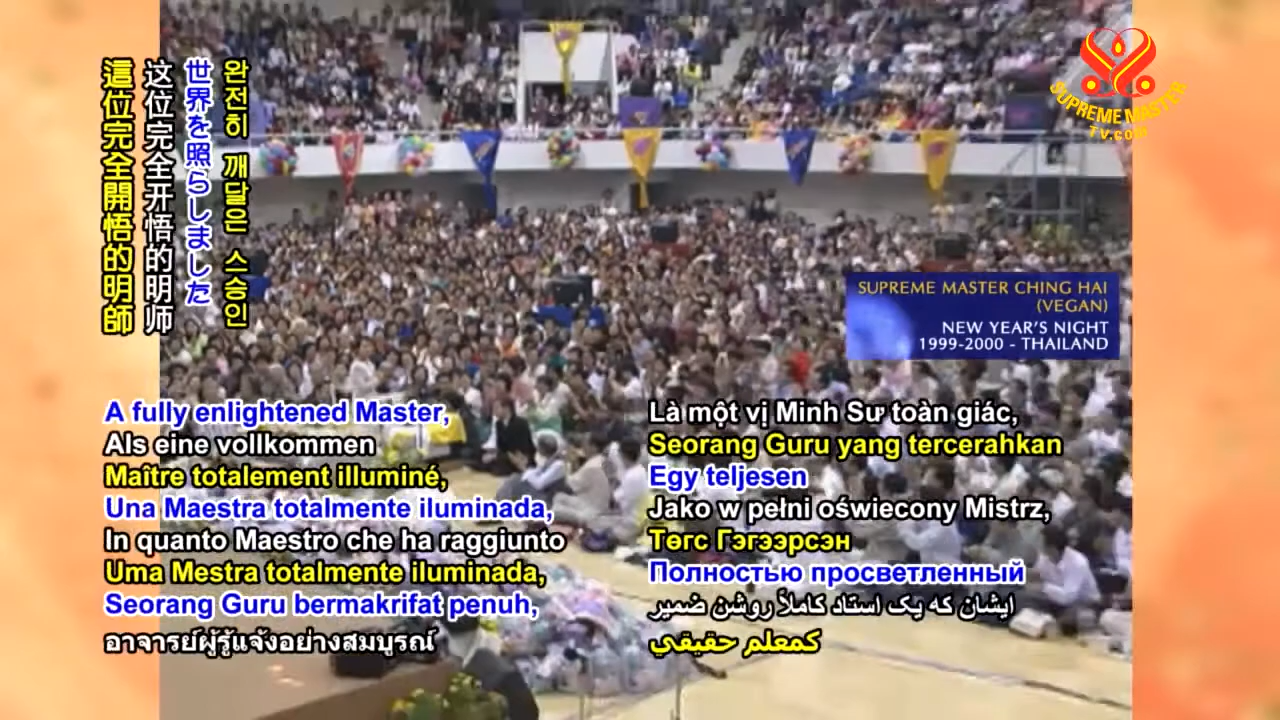 SUPREME MASTER
TV.com
완전히 깨달은 스승인
世界を照らしました
这位完全开悟的明师
這位完全開悟的明師
SUPREME MASTER CHING HAI
(VEGAN)
NEW YEAR'S NIGHT
1999-2000 - THAILAND
A fully enlightened Master,
Als eine vollkommen
Maître totalement illuminé,
Una Maestra totalmente iluminada,
In quanto Maestro che ha raggiunto
Uma Mestra totalmente iluminada,
Seorang Guru bermakrifat penuh,
อาจารย์ผู้รู้แจ้งอย่างสมบูรณ์
Là một vị Minh Sư toàn giác,
Seorang Guru yang tercerahkan
Egy teljesen
Jako w pełni oświecony Mistrz,
Төгс Гэгээрсэн
Полностью просветленный
ایشان که یک استاد کاملاً روشن ضمیر
كمعلم حقيقي